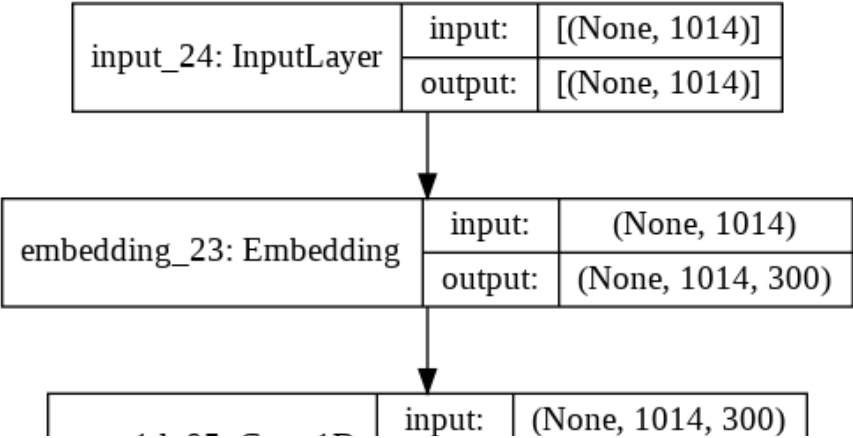 input_24: InputLayer
input: [(None, 1014)]
output: [(None, 1014)]
embedding_23: Embedding
input: (None, 1014)
output: (None, 1014, 300)
input: (None, 1014, 300)